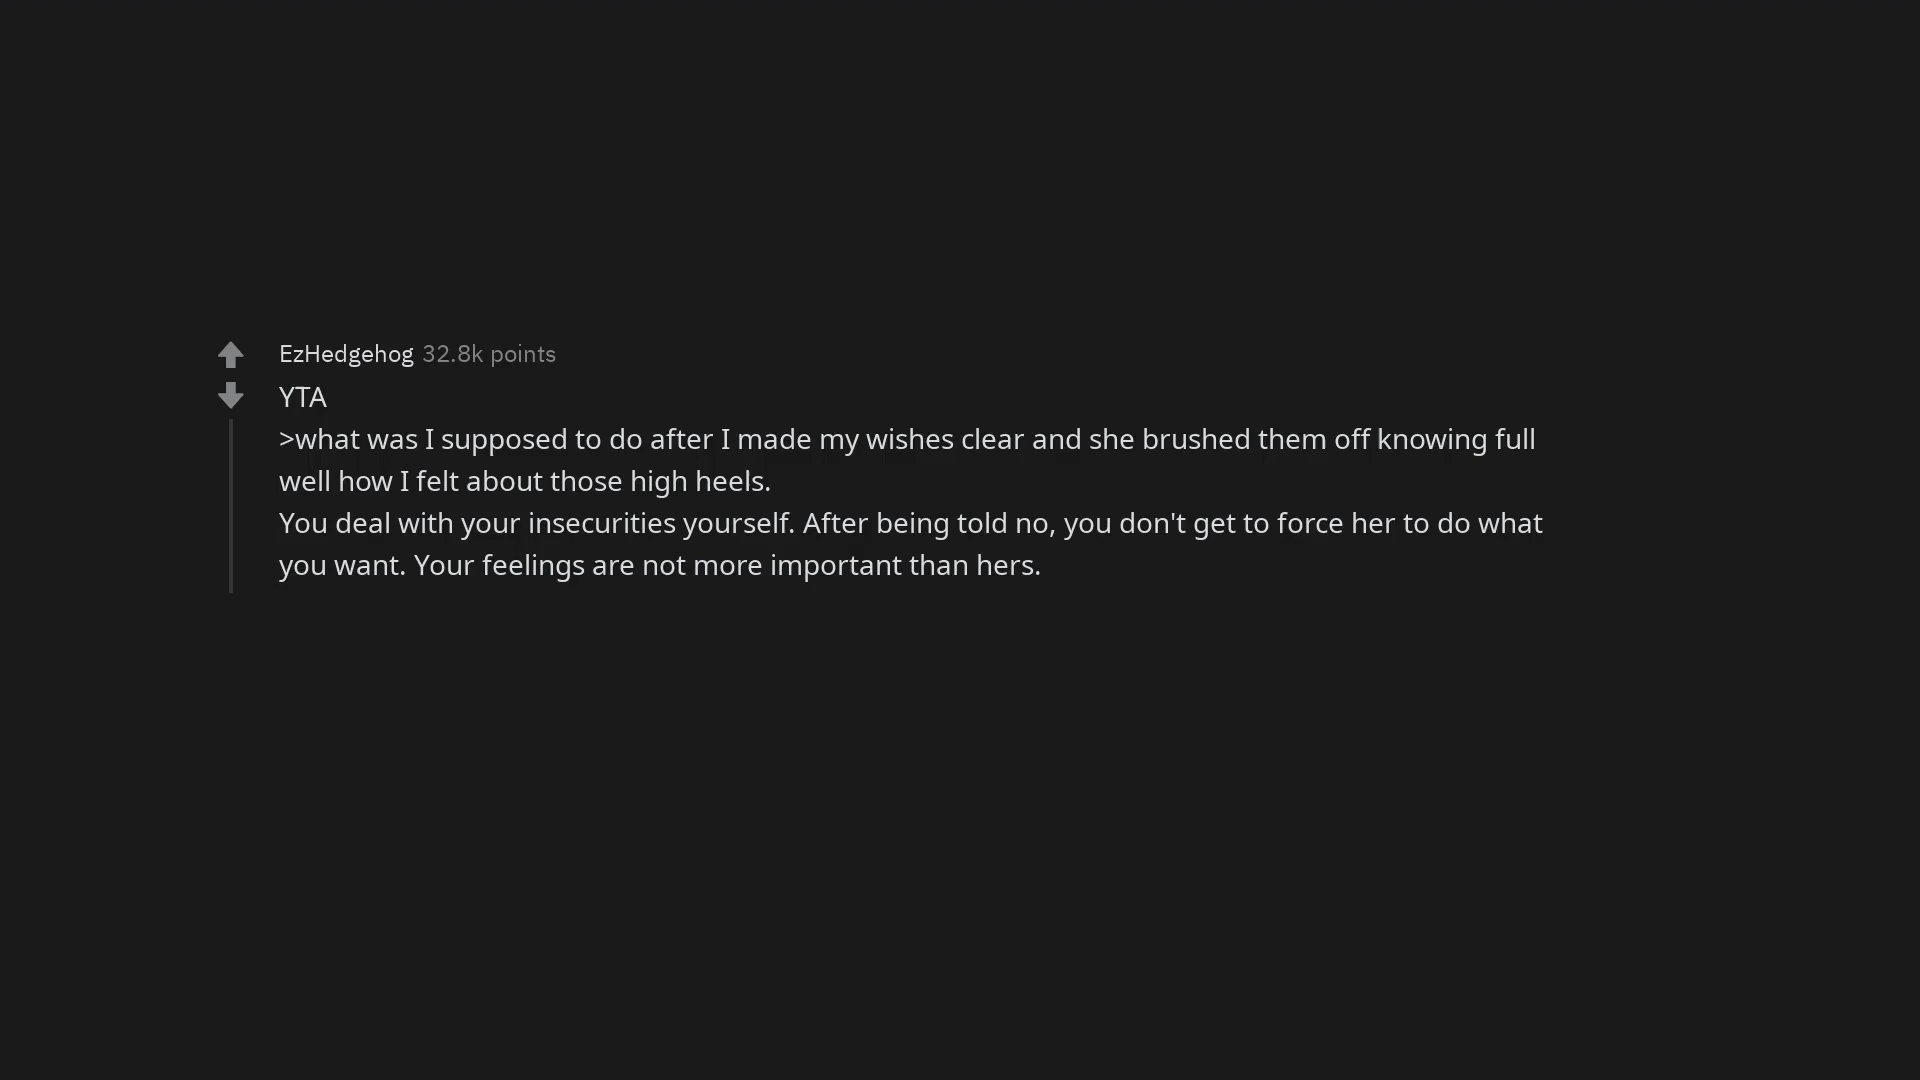 EzHedgehog 32.8k points
YTA
>what was I supposed to do after I made my wishes clear and she brushed them off knowing full
well how I felt about those high heels.
You deal with your insecurities yourself. After being told no, you don't get to force her to do what
you want. Your feelings are not more important than hers.